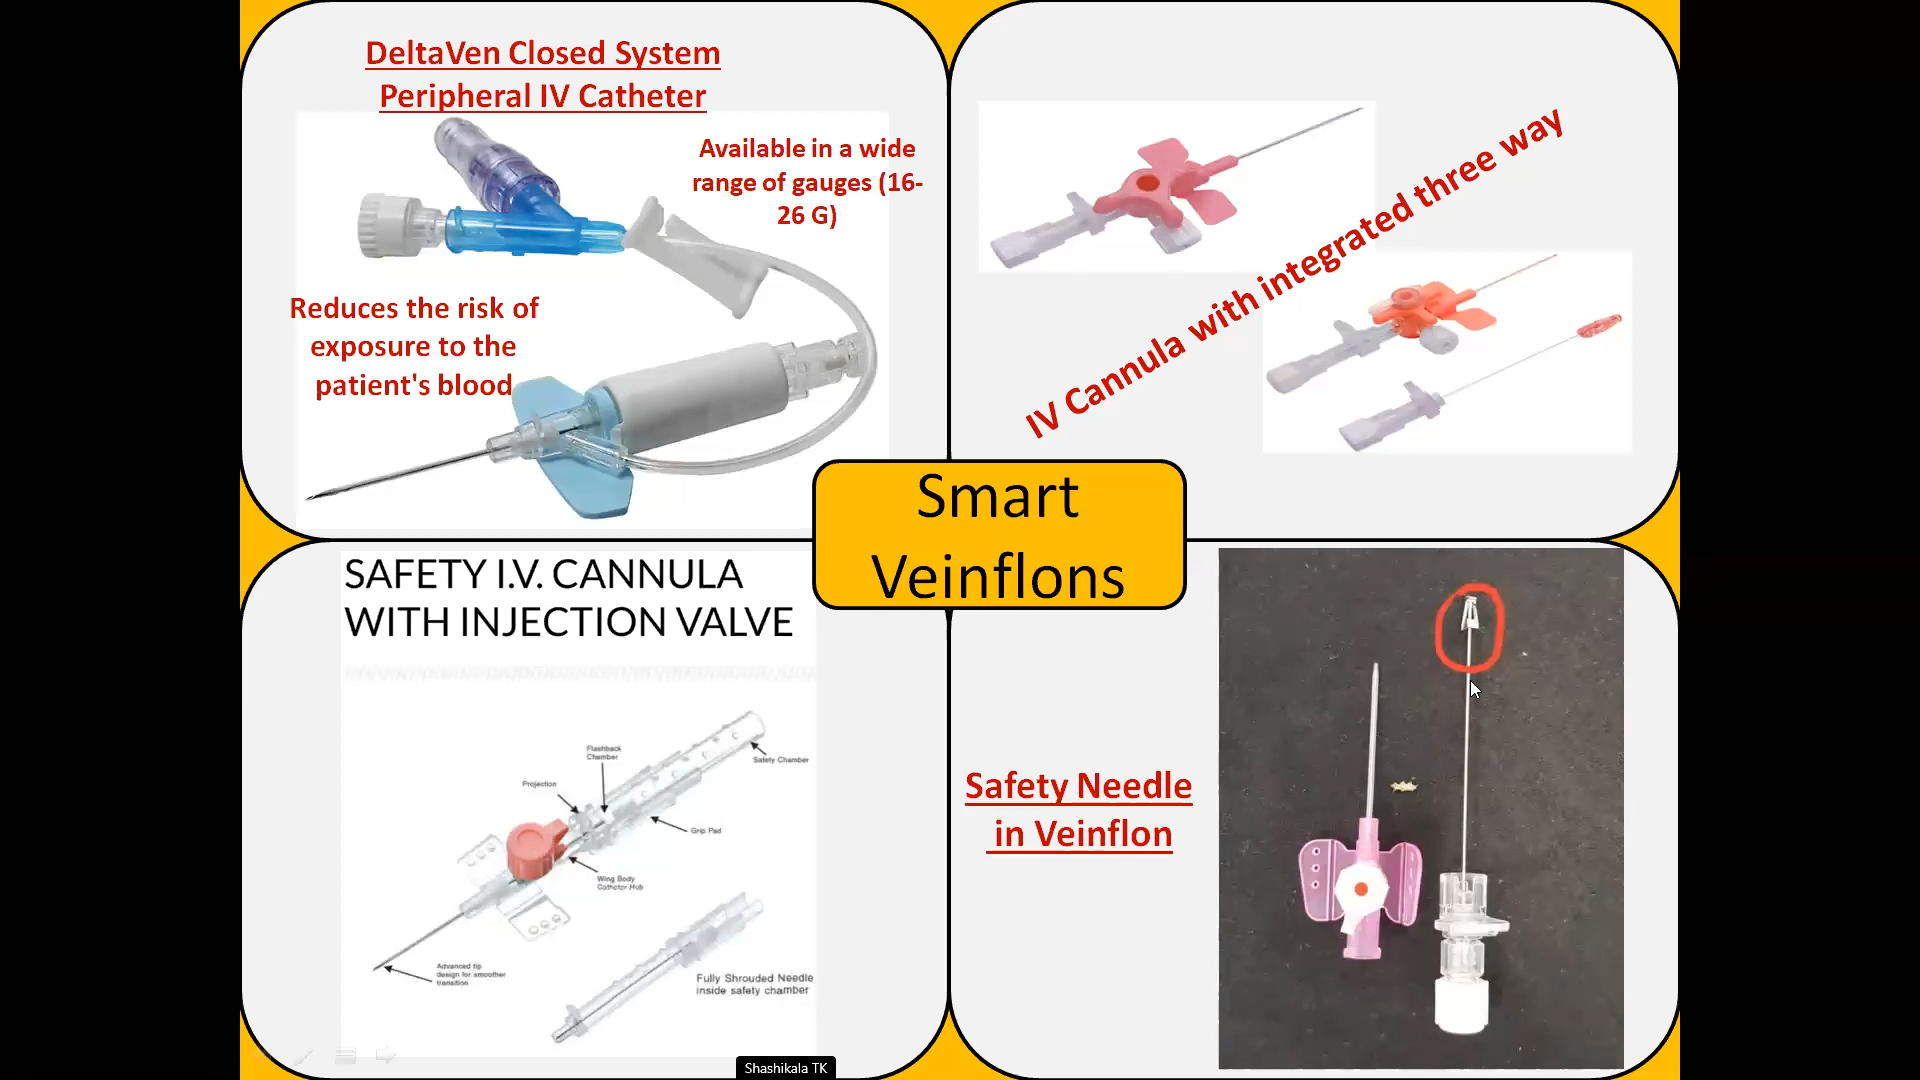 DeltaVen Closed System
Peripheral IV Catheter
Available in a wide
range of gauges (16-
26 G)
Reduces the risk of
exposure to the
patient's blood
IV Cannula with integrated three way
Smart
Veinflons
SAFETY I.V. CANNULA
WITH INJECTION VALVE
Flashback
Chamber
Safety Chamber
Projection
Grip Pad
Wing Body
Catheter Hub
Advanced tip
design for smoother
transition
Fully Shrouded Needle
inside safety chamber
Safety Needle
in Veinflon
Shashikala TK